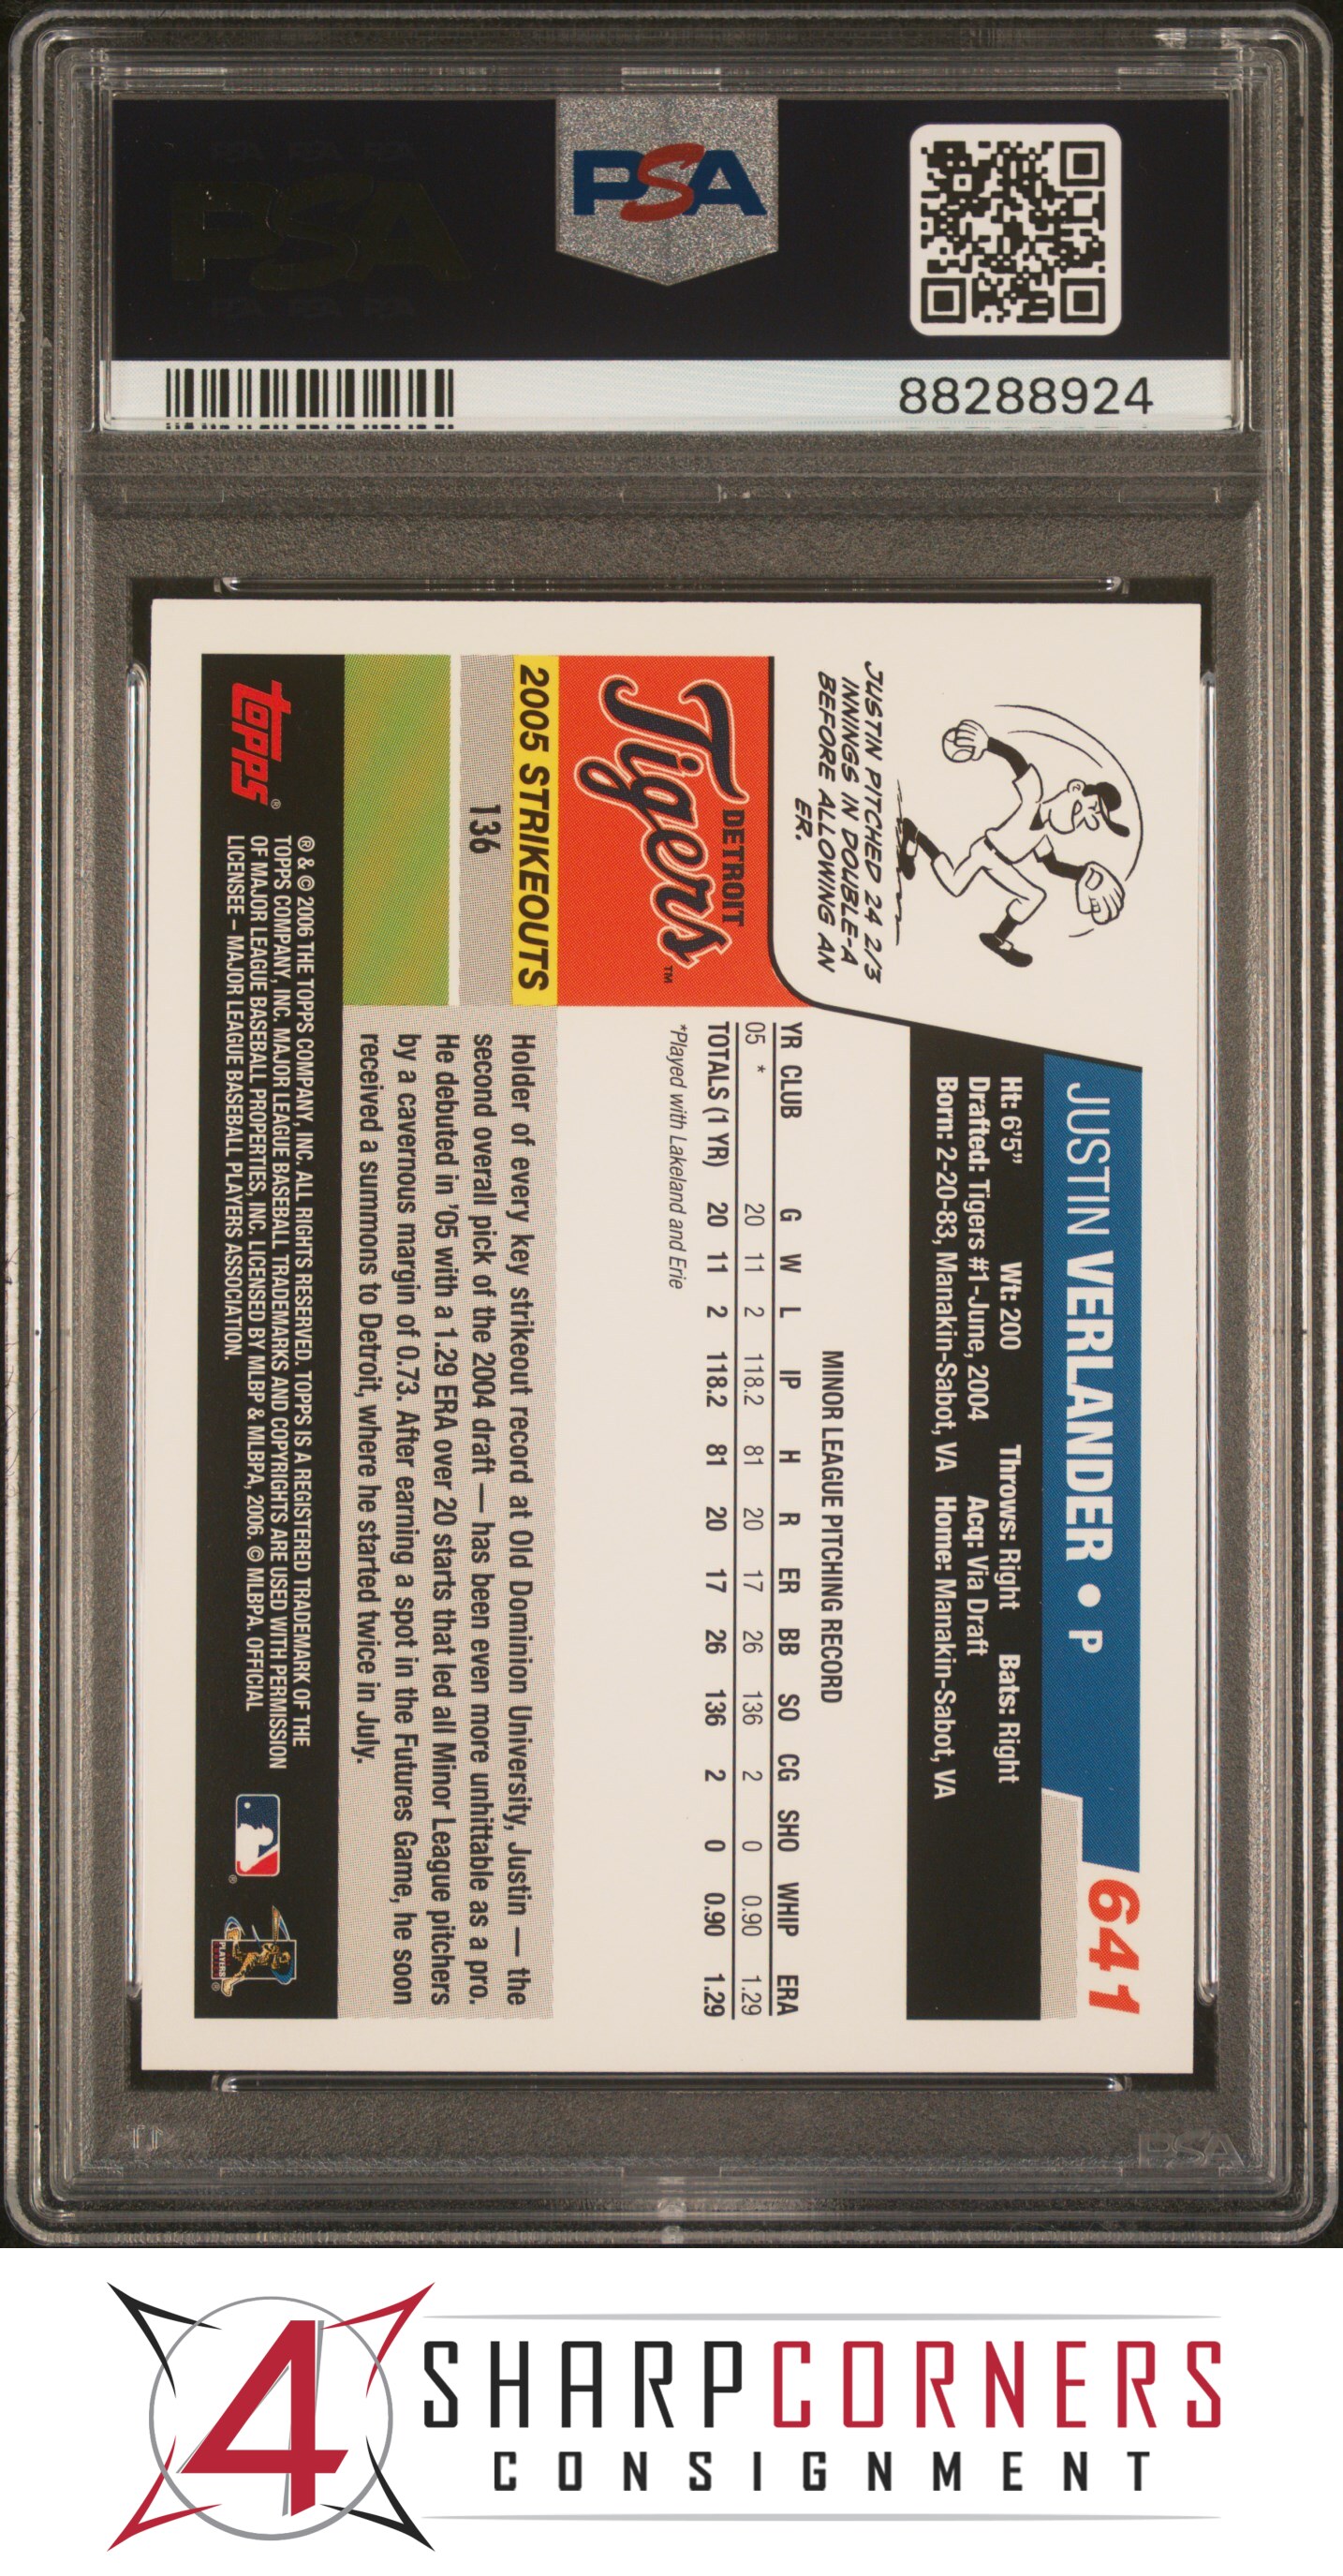 PSA
88288924
JUSTIN VERLANDER • P
641
Ht: 6'5" Wt: 200 Throws: Right Bats: Right
Drafted: Tigers #1-June, 2004 Acq: Via Draft
Born: 2-20-83, Manakin-Sabot, VA Home: Manakin-Sabot, VA
JUSTIN PITCHED 24 2/3
INNINGS IN DOUBLE-A
BEFORE ALLOWING AN
ER.
DETROIT
Tigers™
2005 STRIKEOUTS
136
MINOR LEAGUE PITCHING RECORD
YR CLUB G W L IP H R ER BB SO CG SHO WHIP ERA
05 * 20 11 2 118.2 81 20 17 26 136 2 0 0.90 1.29
TOTALS (1 YR) 20 11 2 118.2 81 20 17 26 136 2 0 0.90 1.29
*Played with Lakeland and Erie
Holder of every key strikeout record at Old Dominion University, Justin — the
second overall pick of the 2004 draft — has been even more unhittable as a pro.
He debuted in '05 with a 1.29 ERA over 20 starts that led all Minor League pitchers
by a cavernous margin of 0.73. After earning a spot in the Futures Game, he soon
received a summons to Detroit, where he started twice in July.
topps®
® & © 2006 THE TOPPS COMPANY, INC. ALL RIGHTS RESERVED. TOPPS IS A REGISTERED TRADEMARK OF THE
TOPPS COMPANY, INC. MAJOR LEAGUE BASEBALL TRADEMARKS AND COPYRIGHTS ARE USED WITH PERMISSION
OF MAJOR LEAGUE BASEBALL PROPERTIES, INC. LICENSED BY MLBP & MLBPA, 2006. © MLBPA. OFFICIAL
LICENSEE – MAJOR LEAGUE BASEBALL PLAYERS ASSOCIATION.
PLAYERS
PSA
4
SHARPCORNERS
CONSIGNMENT